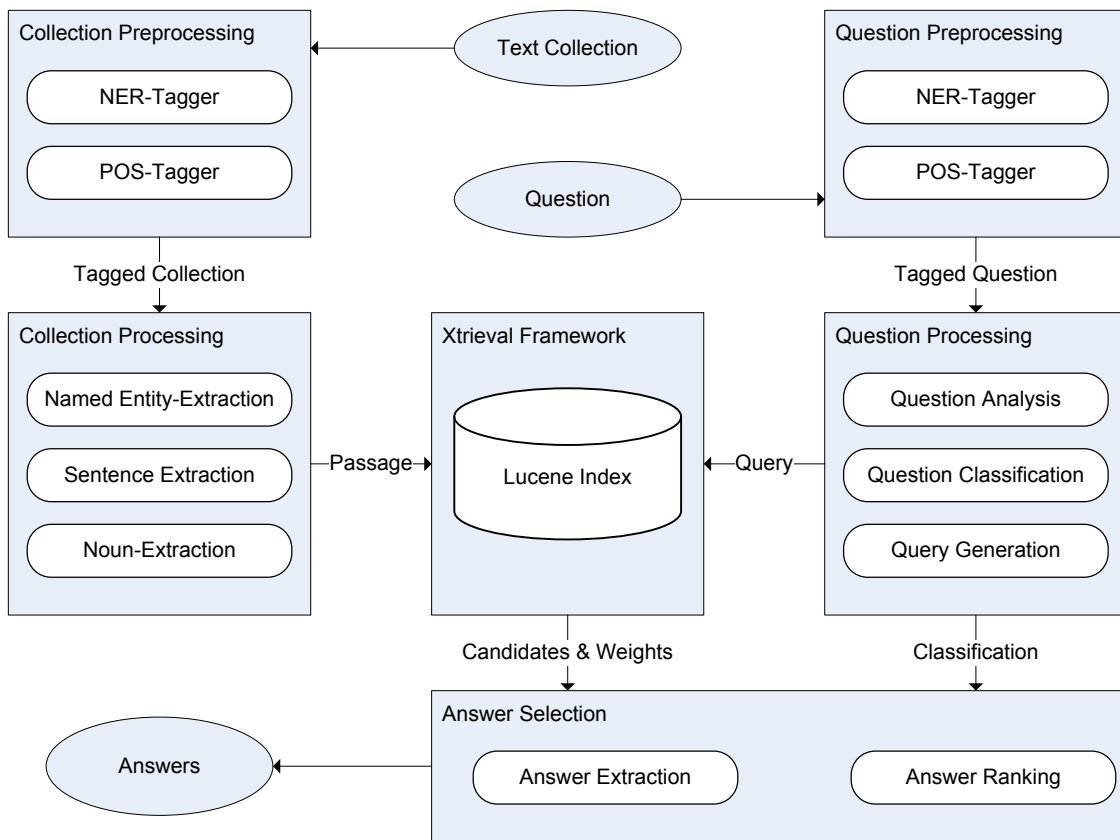 Collection Preprocessing
NER-Tagger
POS-Tagger
Text Collection
Question
Question Preprocessing
NER-Tagger
POS-Tagger
Tagged Collection
Tagged Question
Collection Processing
Named Entity-Extraction
Sentence Extraction
Noun-Extraction
Passage
Xtrieval Framework
Lucene Index
Query
Question Processing
Question Analysis
Question Classification
Query Generation
Candidates & Weights
Classification
Answer Selection
Answer Extraction
Answer Ranking
Answers